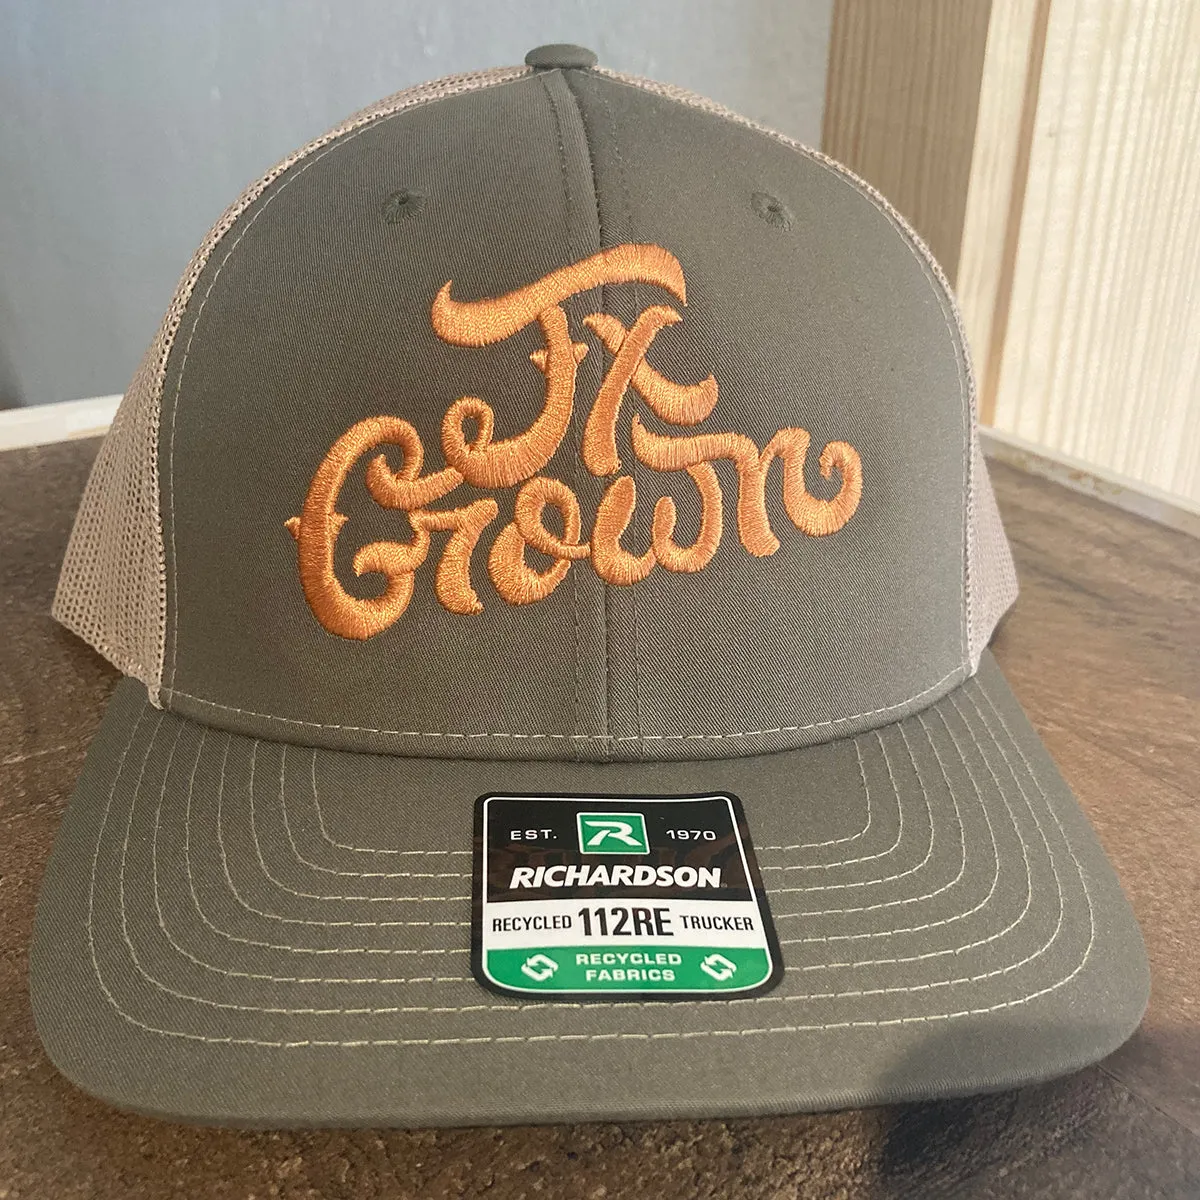 TX
Grown
EST. R 1970
RICHARDSON
RECYCLED 112RE TRUCKER
RECYCLED
FABRICS